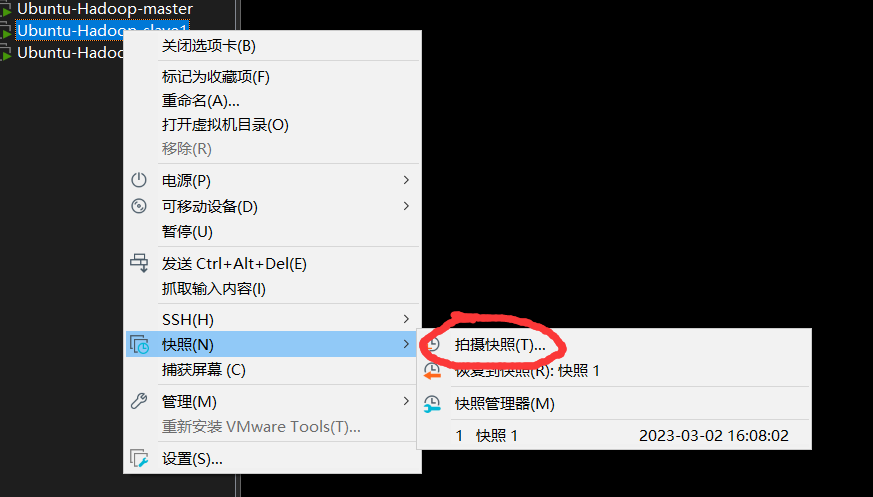 Ubuntu-Hadoop-master
Ubuntu-Hadoop-slave1
Ubuntu-Hadoo
关闭选项卡(B)
标记为收藏项(F)
重命名(A)...
打开虚拟机目录(O)
移除(R)
电源(P)
可移动设备(D)
暂停(U)
发送 Ctrl+Alt+Del(E)
抓取输入内容(I)
SSH(H)
快照(N)
拍摄快照(T)...
捕获屏幕 (C)
恢复到快照(R): 快照 1
管理(M)
快照管理器(M)
重新安装 VMware Tools(T)...
1 快照 1 2023-03-02 16:08:02
设置(S)...